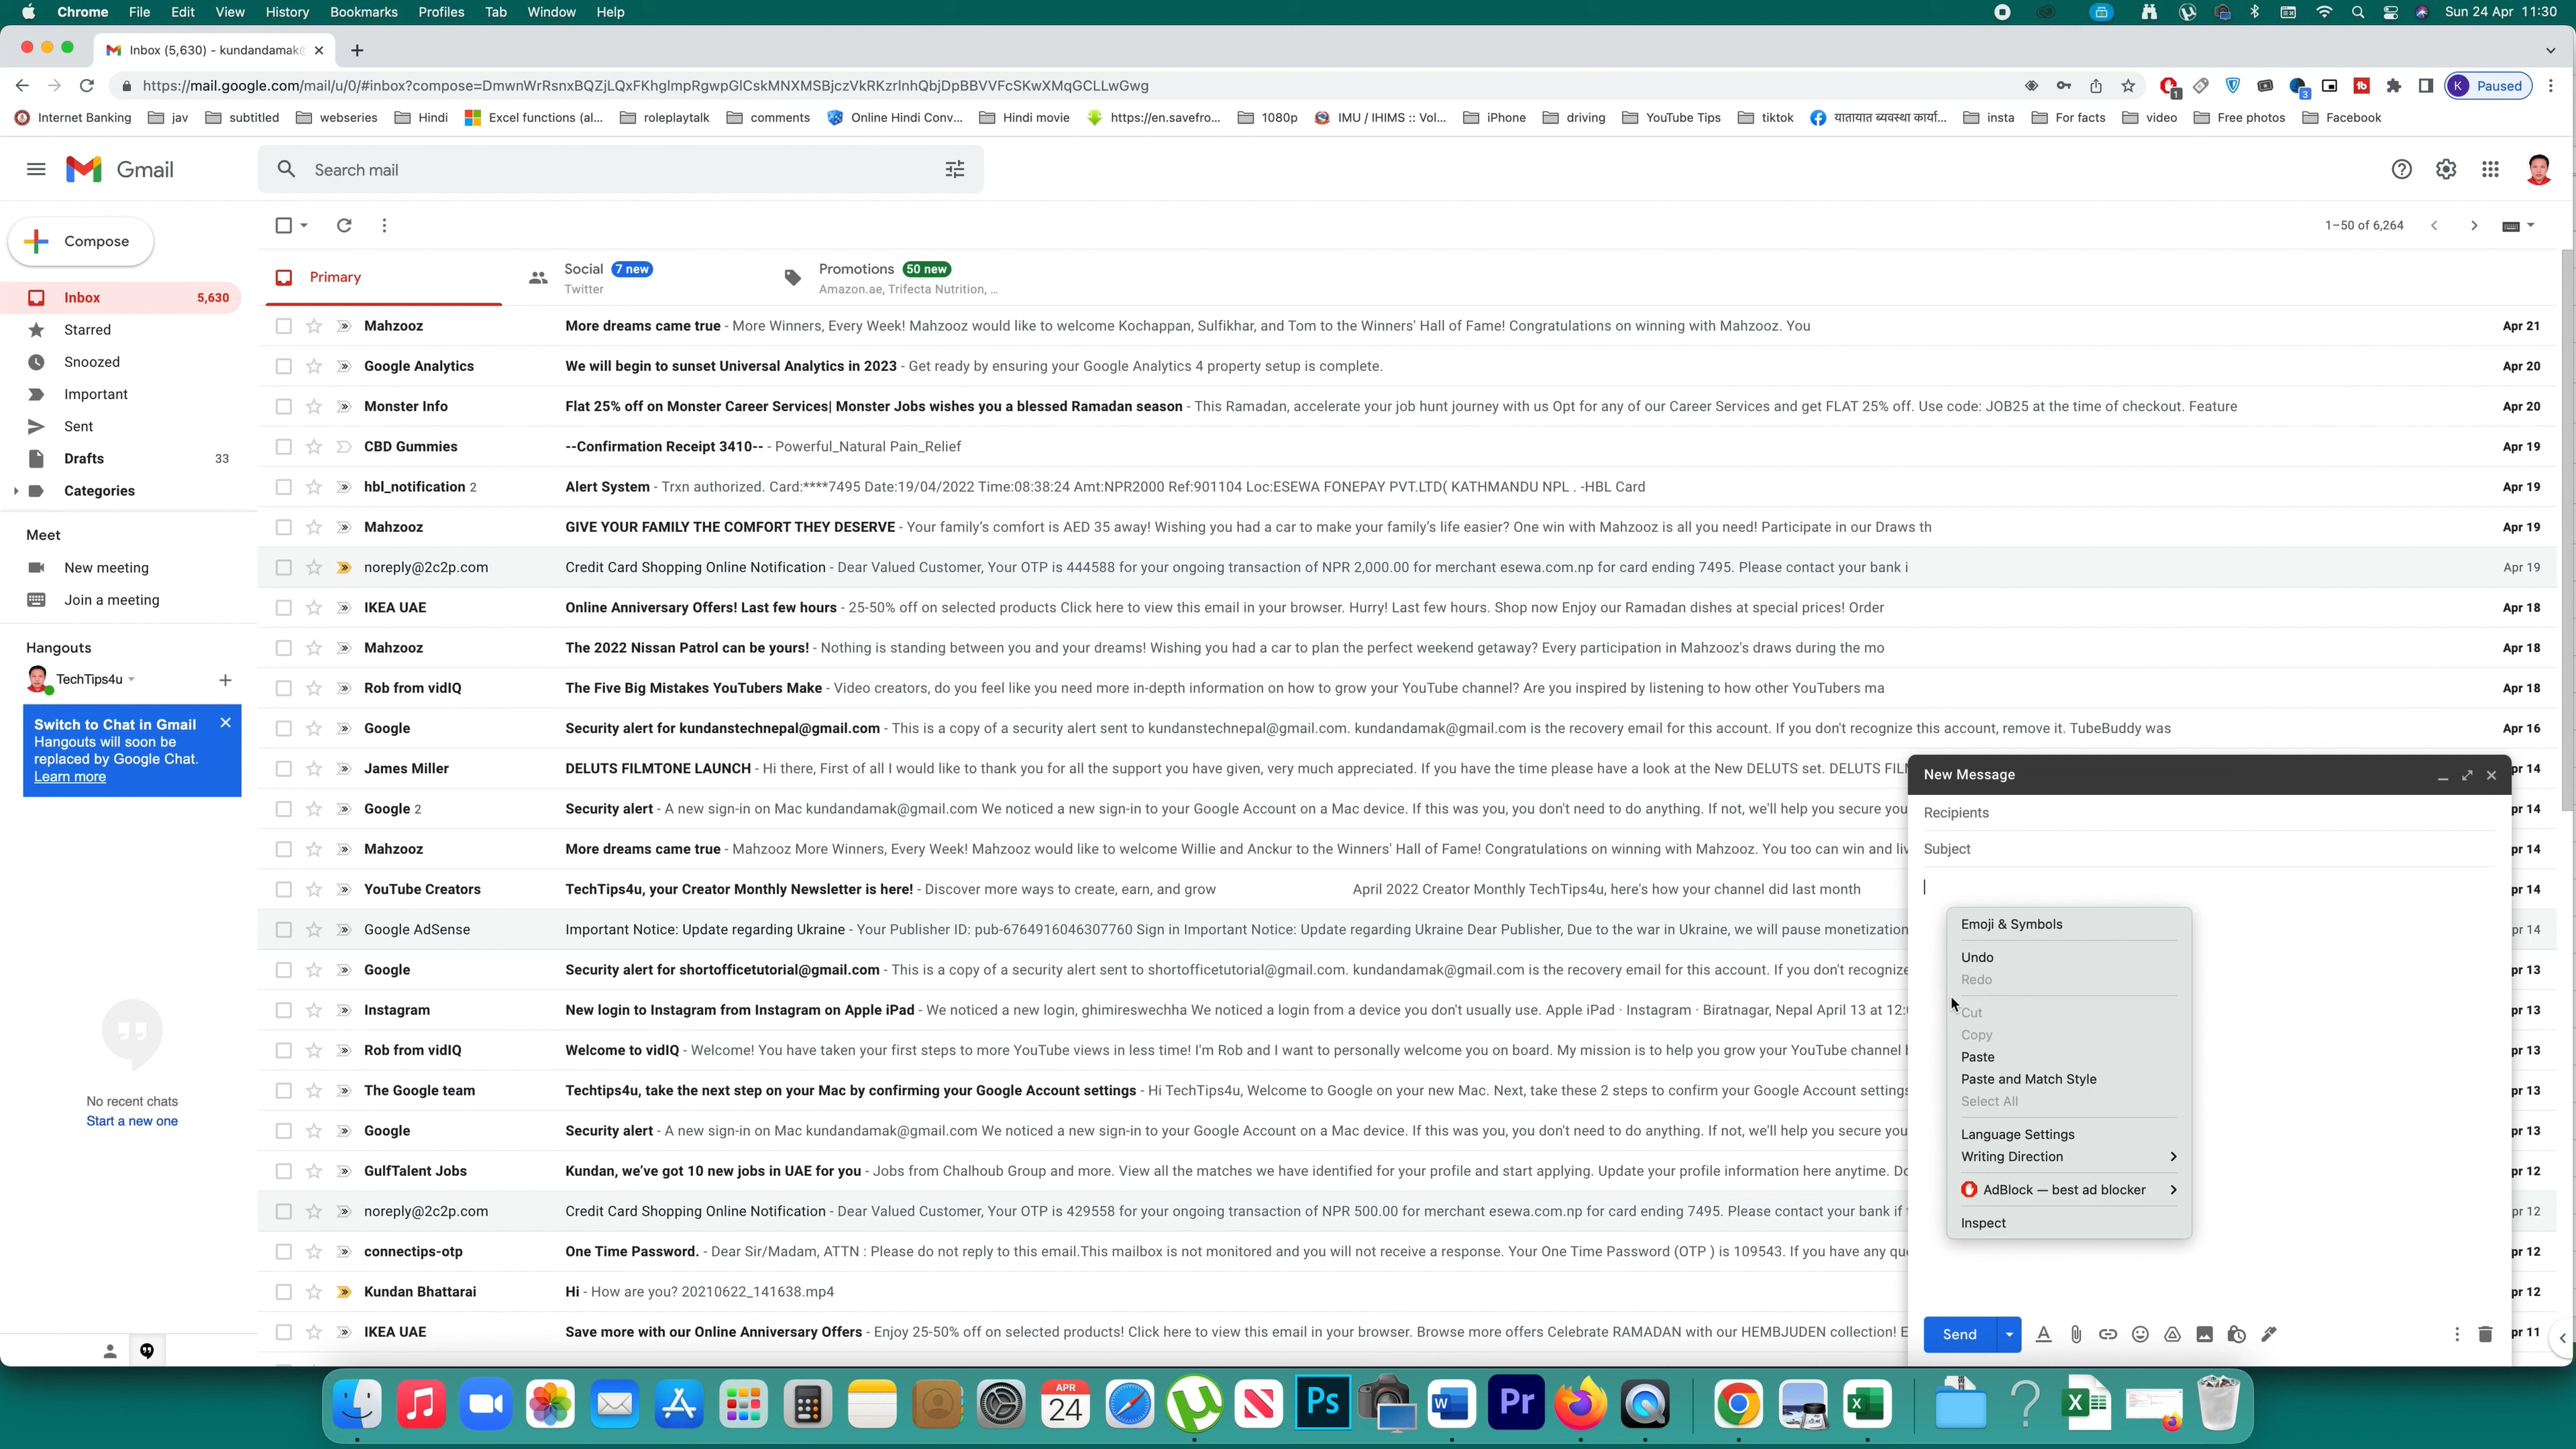 Chrome File Edit View History Bookmarks Profiles Tab Window Help Sun 24 Apr 11:30
Inbox (5,630) - kundandamak@
https://mail.google.com/mail/u/0/#inbox?compose=DmwnWrRsnxBQZjLQxFKhglmpRgwpGlCskMNXMSBjczVkRKzrlnhQbjDpBBVVFcSKwXMqGCLLwGwg
1 3 tb K Paused
Internet Banking jav subtitled webseries Hindi Excel functions (al... roleplaytalk comments Online Hindi Conv... Hindi movie https://en.savefro... 1080p IMU / IHIMS :: Vol... iPhone driving YouTube Tips tiktok यातायात ब्यवस्था कार्या... insta For facts video Free photos Facebook
Gmail
Search mail
Compose
1–50 of 6,264
Inbox 5,630
Starred
Snoozed
Important
Sent
Drafts 33
Categories
Meet
New meeting
Join a meeting
Hangouts
TechTips4u
Switch to Chat in Gmail
Hangouts will soon be
replaced by Google Chat.
Learn more
No recent chats
Start a new one
Primary
Social 7 new
Twitter
Promotions 50 new
Amazon.ae, Trifecta Nutrition, ...
Mahzooz More dreams came true - More Winners, Every Week! Mahzooz would like to welcome Kochappan, Sulfikhar, and Tom to the Winners' Hall of Fame! Congratulations on winning with Mahzooz. You Apr 21
Google Analytics We will begin to sunset Universal Analytics in 2023 - Get ready by ensuring your Google Analytics 4 property setup is complete. Apr 20
Monster Info Flat 25% off on Monster Career Services| Monster Jobs wishes you a blessed Ramadan season - This Ramadan, accelerate your job hunt journey with us Opt for any of our Career Services and get FLAT 25% off. Use code: JOB25 at the time of checkout. Feature Apr 20
CBD Gummies --Confirmation Receipt 3410-- - Powerful_Natural Pain_Relief Apr 19
hbl_notification 2 Alert System - Trxn authorized. Card:****7495 Date:19/04/2022 Time:08:38:24 Amt:NPR2000 Ref:901104 Loc:ESEWA FONEPAY PVT.LTD( KATHMANDU NPL . -HBL Card Apr 19
Mahzooz GIVE YOUR FAMILY THE COMFORT THEY DESERVE - Your family's comfort is AED 35 away! Wishing you had a car to make your family's life easier? One win with Mahzooz is all you need! Participate in our Draws th Apr 19
noreply@2c2p.com Credit Card Shopping Online Notification - Dear Valued Customer, Your OTP is 444588 for your ongoing transaction of NPR 2,000.00 for merchant esewa.com.np for card ending 7495. Please contact your bank i Apr 19
IKEA UAE Online Anniversary Offers! Last few hours - 25-50% off on selected products Click here to view this email in your browser. Hurry! Last few hours. Shop now Enjoy our Ramadan dishes at special prices! Order Apr 18
Mahzooz The 2022 Nissan Patrol can be yours! - Nothing is standing between you and your dreams! Wishing you had a car to plan the perfect weekend getaway? Every participation in Mahzooz's draws during the mo Apr 18
Rob from vidIQ The Five Big Mistakes YouTubers Make - Video creators, do you feel like you need more in-depth information on how to grow your YouTube channel? Are you inspired by listening to how other YouTubers ma Apr 18
Google Security alert for kundanstechnepal@gmail.com - This is a copy of a security alert sent to kundanstechnepal@gmail.com. kundandamak@gmail.com is the recovery email for this account. If you don't recognize this account, remove it. TubeBuddy was Apr 16
James Miller DELUTS FILMTONE LAUNCH - Hi there, First of all I would like to thank you for all the support you have given, very much appreciated. If you have the time please have a look at the New DELUTS set. DELUTS FIL pr 14
Google 2 Security alert - A new sign-in on Mac kundandamak@gmail.com We noticed a new sign-in to your Google Account on a Mac device. If this was you, you don't need to do anything. If not, we'll help you secure you pr 14
Mahzooz More dreams came true - Mahzooz More Winners, Every Week! Mahzooz would like to welcome Willie and Anckur to the Winners' Hall of Fame! Congratulations on winning with Mahzooz. You too can win and liv pr 14
YouTube Creators TechTips4u, your Creator Monthly Newsletter is here! - Discover more ways to create, earn, and grow April 2022 Creator Monthly TechTips4u, here's how your channel did last month pr 14
Google AdSense Important Notice: Update regarding Ukraine - Your Publisher ID: pub-6764916046307760 Sign in Important Notice: Update regarding Ukraine Dear Publisher, Due to the war in Ukraine, we will pause monetization pr 14
Google Security alert for shortofficetutorial@gmail.com - This is a copy of a security alert sent to shortofficetutorial@gmail.com. kundandamak@gmail.com is the recovery email for this account. If you don't recognize pr 13
Instagram New login to Instagram from Instagram on Apple iPad - We noticed a new login, ghimireswechha We noticed a login from a device you don't usually use. Apple iPad · Instagram · Biratnagar, Nepal April 13 at 12: pr 13
Rob from vidIQ Welcome to vidIQ - Welcome! You have taken your first steps to more YouTube views in less time! I'm Rob and I want to personally welcome you on board. My mission is to help you grow your YouTube channel pr 13
The Google team Techtips4u, take the next step on your Mac by confirming your Google Account settings - Hi TechTips4u, Welcome to Google on your new Mac. Next, take these 2 steps to confirm your Google Account settings pr 13
Google Security alert - A new sign-in on Mac kundandamak@gmail.com We noticed a new sign-in to your Google Account on a Mac device. If this was you, you don't need to do anything. If not, we'll help you secure you pr 13
GulfTalent Jobs Kundan, we've got 10 new jobs in UAE for you - Jobs from Chalhoub Group and more. View all the matches we have identified for your profile and start applying. Update your profile information here anytime. Do pr 12
noreply@2c2p.com Credit Card Shopping Online Notification - Dear Valued Customer, Your OTP is 429558 for your ongoing transaction of NPR 500.00 for merchant esewa.com.np for card ending 7495. Please contact your bank if pr 12
connectips-otp One Time Password. - Dear Sir/Madam, ATTN : Please do not reply to this email.This mailbox is not monitored and you will not receive a response. Your One Time Password (OTP ) is 109543. If you have any qu pr 12
Kundan Bhattarai Hi - How are you? 20210622_141638.mp4 pr 12
IKEA UAE Save more with our Online Anniversary Offers - Enjoy 25-50% off on selected products! Click here to view this email in your browser. Browse more offers Celebrate RAMADAN with our HEMBJUDEN collection! E pr 11
New Message
Recipients
Subject
Emoji & Symbols
Undo
Redo
Cut
Copy
Paste
Paste and Match Style
Select All
Language Settings
Writing Direction
AdBlock — best ad blocker
Inspect
Send
APR
24
Ps
W
Pr
X
X